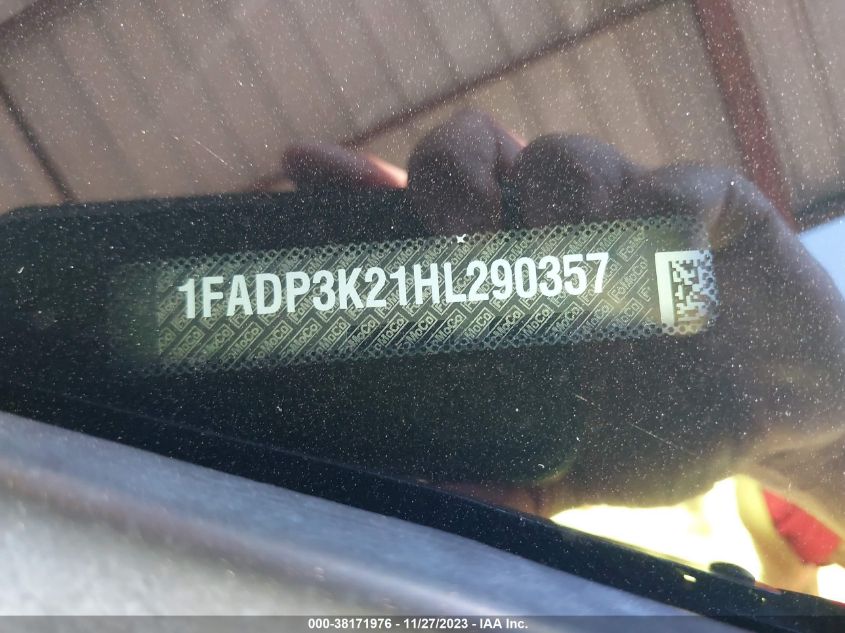 1FADP3K21HL290357
000-38171976 - 11/27/2023 - IAA Inc.